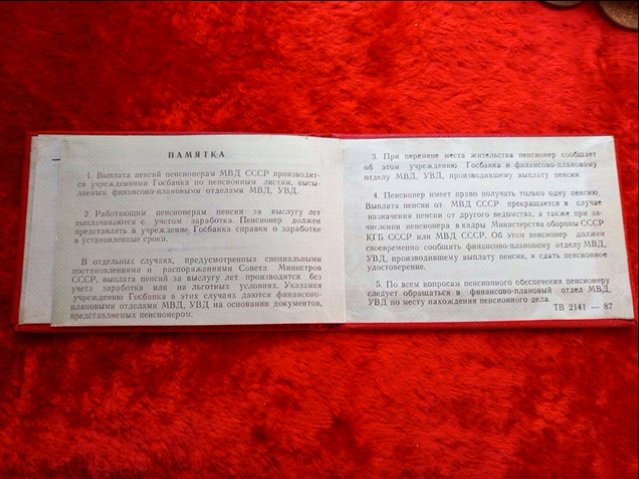 ПАМЯТКА
1. Выплата пенсий пенсионерам МВД СССР производит-
ся учреждениями Госбанка по пенсионным листам, высы-
лаемым финансово-плановыми отделами МВД, УВД.
2. Работающим пенсионерам пенсии за выслугу лет
выплачиваются с учетом заработка. Пенсионер должен
представлять в учреждение Госбанка справки о заработке
в установленные сроки.
В отдельных случаях, предусмотренных специальными
постановлениями и распоряжениями Совета Министров
СССР, выплата пенсий за выслугу лет производится без
учета заработка или на льготных условиях. Указания
учреждению Госбанка в этих случаях даются финансово-
плановыми отделами МВД, УВД на основании документов,
представляемых пенсионером.
3. При перемене места жительства пенсионер сообщает
об этом учреждению Госбанка и финансово-плановому
отделу МВД, УВД, производившему выплату пенсии.
4. Пенсионер имеет право получать только одну пенсию.
Выплата пенсии от МВД СССР прекращается в случае
назначения пенсии от другого ведомства, а также при за-
числении пенсионера в кадры Министерства обороны СССР
КГБ СССР или МВД СССР. Об этом пенсионер должен
своевременно сообщить финансово-плановому отделу МВД,
УВД, производившему выплату пенсии, и сдать пенсионное
удостоверение.
5. По всем вопросам пенсионного обеспечения пенсионеру
следует обращаться в финансово-плановый отдел МВД,
УВД по месту нахождения пенсионного дела.
ТВ 2141 — 87